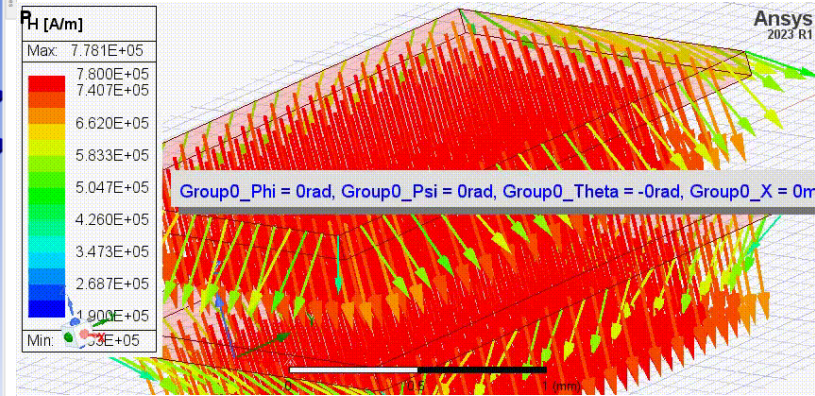 H [A/m]
Max: 7.781E+05
7.800E+05
7.407E+05
6.620E+05
5.833E+05
5.047E+05
4.260E+05
3.473E+05
2.687E+05
1.900E+05
Min:
Ansys
2023 R1
Group0_Phi = 0rad, Group0_Psi = 0rad, Group0_Theta = -0rad, Group0_X = 0m
0
0.5
1 (mm)